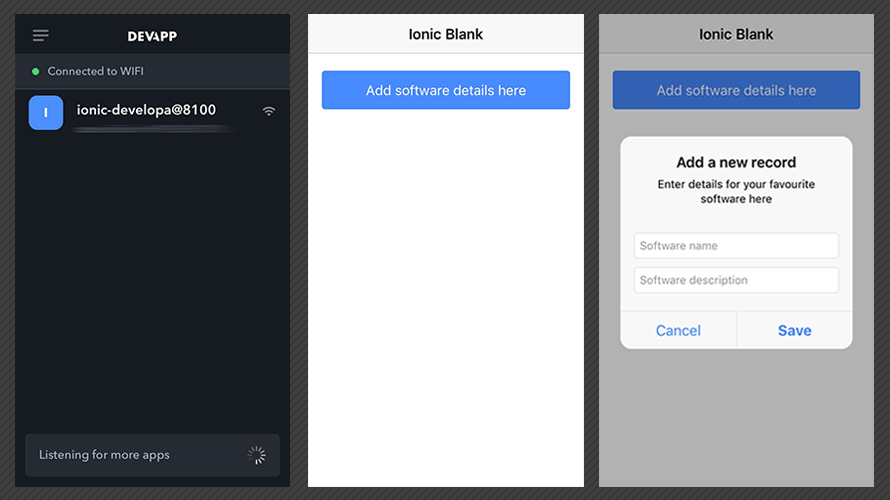 DEVAPP
Connected to WIFI
I
ionic-developa@8100
Listening for more apps
Ionic Blank
Add software details here
Ionic Blank
Add software details here
Add a new record
Enter details for your favourite
software here
Software name
Software description
Cancel
Save